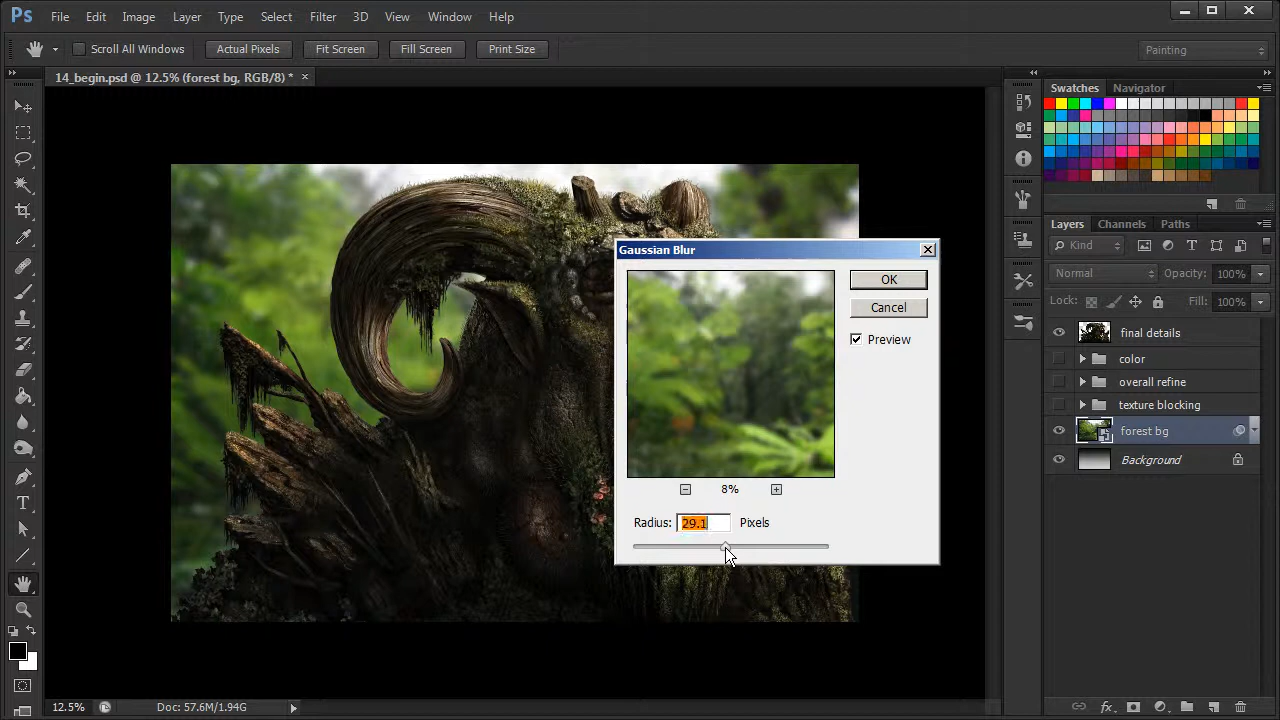 Ps File Edit Image Layer Type Select Filter 3D View Window Help
Scroll All Windows Actual Pixels Fit Screen Fill Screen Print Size Painting
14_begin.psd @ 12.5% (forest bg, RGB/8) *
Swatches Navigator
Layers Channels Paths
Kind
Normal Opacity: 100%
Lock: Fill: 100%
final details
color
overall refine
texture blocking
forest bg
Background
Gaussian Blur
OK
Cancel
Preview
8%
Radius: 29.1 Pixels
12.5% Doc: 57.6M/1.94G